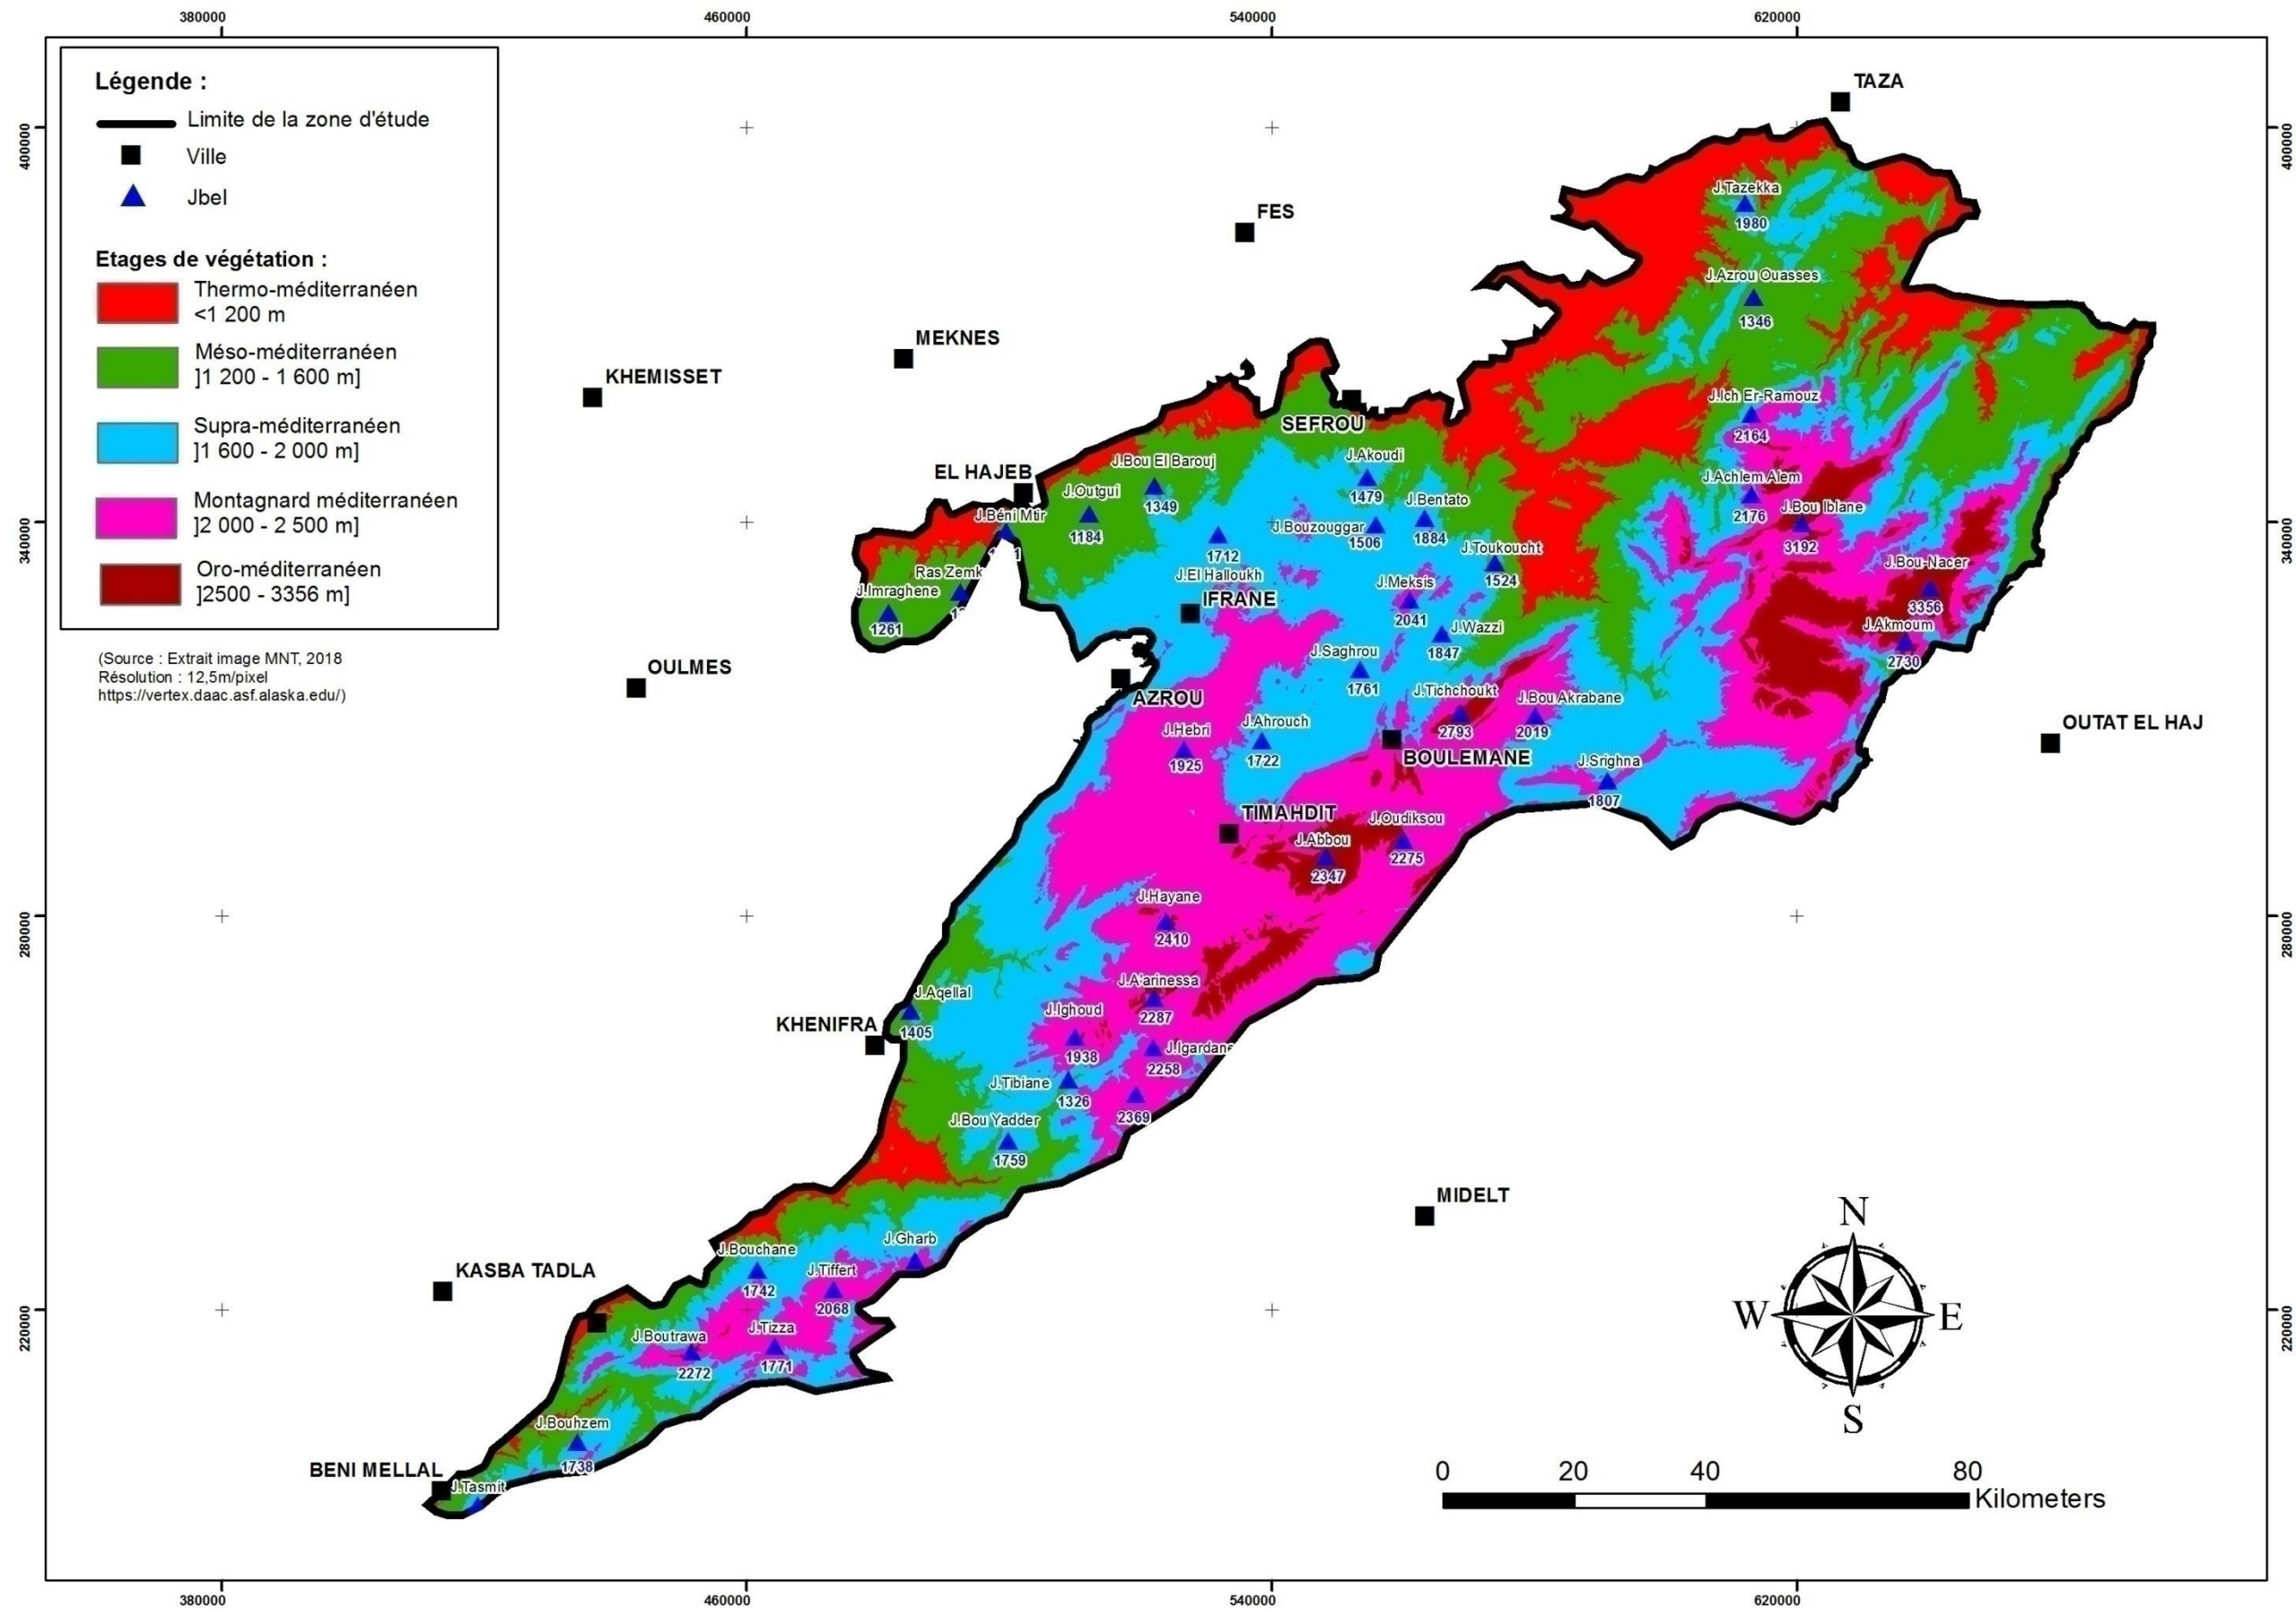 380000
460000
540000
620000
Légende :
Limite de la zone d'étude
Ville
Jbel
Etages de végétation :
Thermo-méditerranéen
<1 200 m
Méso-méditerranéen
]1 200 - 1 600 m]
Supra-méditerranéen
]1 600 - 2 000 m]
Montagnard méditerranéen
]2 000 - 2 500 m]
Oro-méditerranéen
]2500 - 3356 m]
(Source : Extrait image MNT, 2018
Résolution : 12,5m/pixel
https://vertex.daac.asf.alaska.edu/)
400000
400000
340000
340000
280000
280000
220000
220000
TAZA
J.Tazekka
1980
FES
J.Azrou Ouasses
1346
MEKNES
KHEMISSET
J.Ich Er-Ramouz
2164
SEFROU
J.Akoudi
1479
J.Bou El Barouj
1349
EL HAJEB
J.Outgui
1184
J.Béni Mtir
J.Bentato
1884
J.Bouzouggar
1506
J.Achlem Alem
2176
J.Bou Iblane
3192
1712
J.El Halloukh
J.Toukoucht
1524
J.Bou-Nacer
3356
Ras Zemk
J.Imraghene
1261
IFRANE
J.Meksis
2041
J.Wazzi
1847
J.Akmoum
2730
J.Saghrou
1761
OULMES
AZROU
J.Tichchoukt
2793
J.Bou Akrabane
2019
OUTAT EL HAJ
J.Hebri
1925
J.Ahrouch
1722
BOULEMANE
J.Srighna
1807
TIMAHDIT
J.Oudiksou
2275
J.Abbou
2347
J.Hayane
2410
J.A'arinessa
2287
J.Aqellal
1405
KHENIFRA
J.Ighoud
1938
J.Igardane
2258
J.Tibiane
1326
2369
J.Bou Yadder
1759
MIDELT
J.Gharb
J.Bouchane
1742
J.Tiffert
2068
KASBA TADLA
J.Tizza
1771
J.Boutrawa
2272
J.Bouhzem
1738
BENI MELLAL
J.Tasmit
N
W
E
S
0
20
40
80
Kilometers
380000
460000
540000
620000